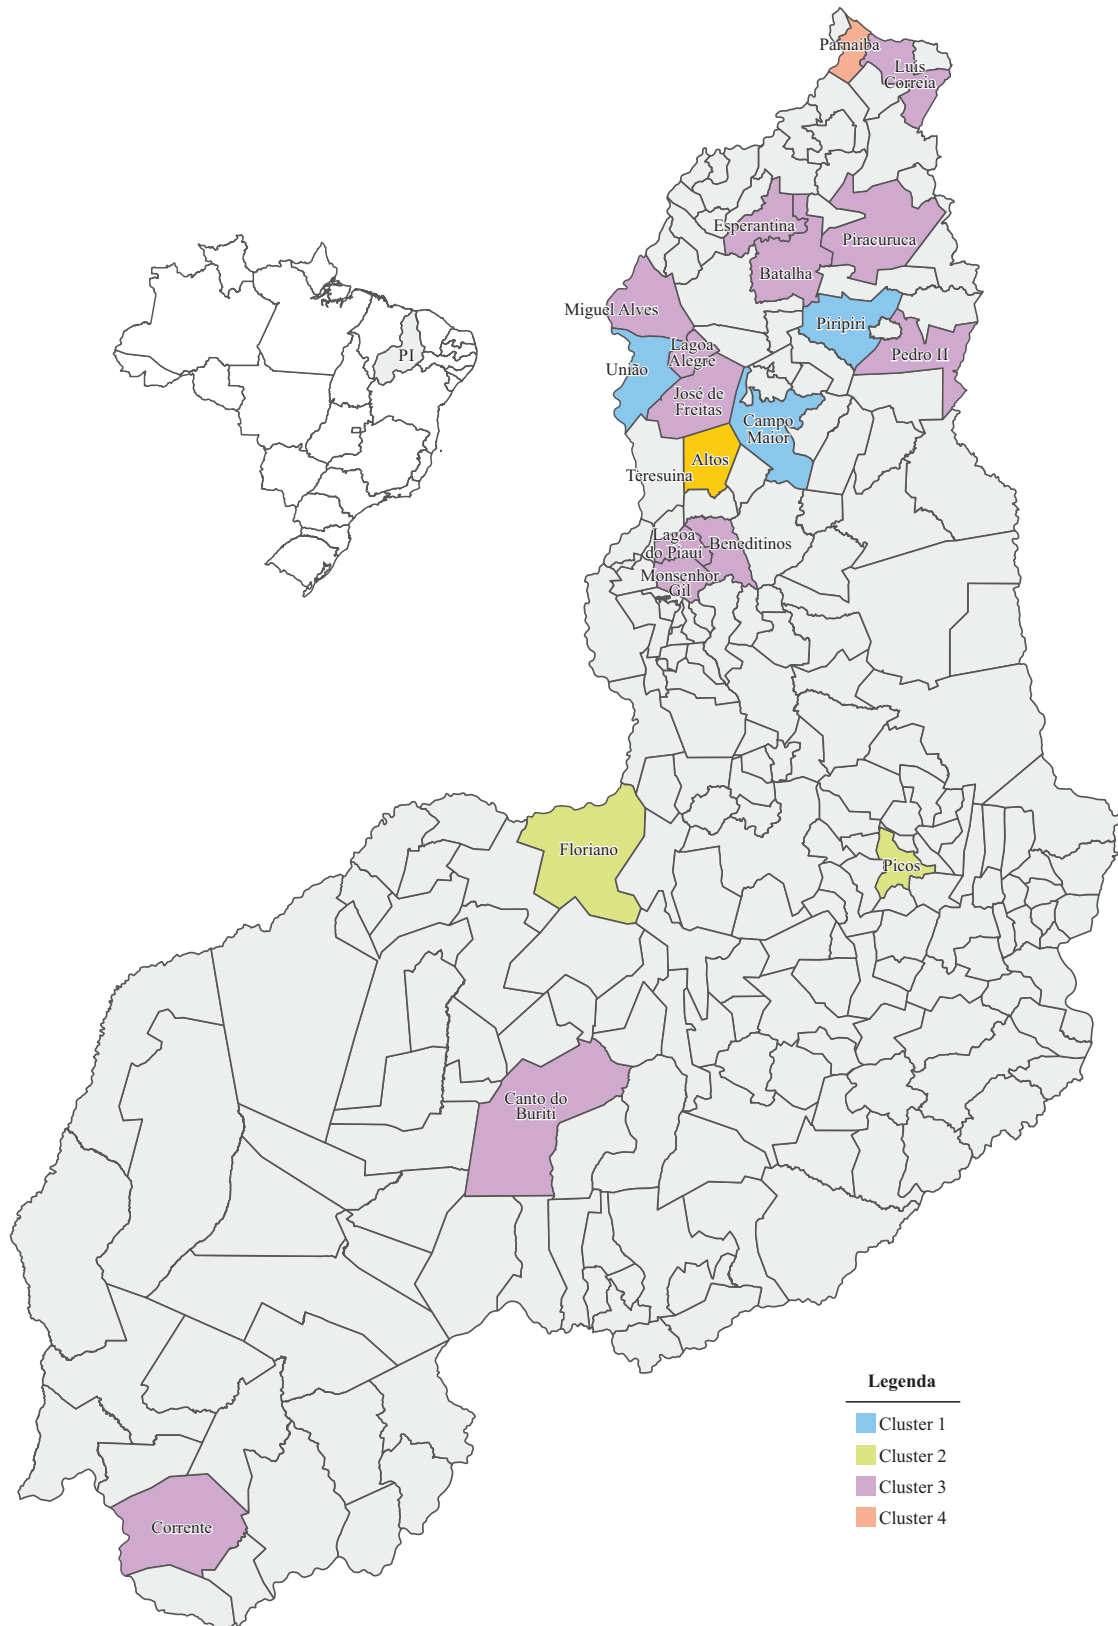 Parnaiba
Luís
Correia
Esperantina
Piracuruca
Batalha
Miguel Alves
Piripiri
PI
Lagoa
Alegre
Pedro II
União
José de
Freitas
Campo
Maior
Altos
Teresuina
Lagoa
do Piauí
Beneditinos
Monsenhor
Gil
Floriano
Picos
Canto do
Buriti
Legenda
Cluster 1
Cluster 2
Cluster 3
Cluster 4
Corrente